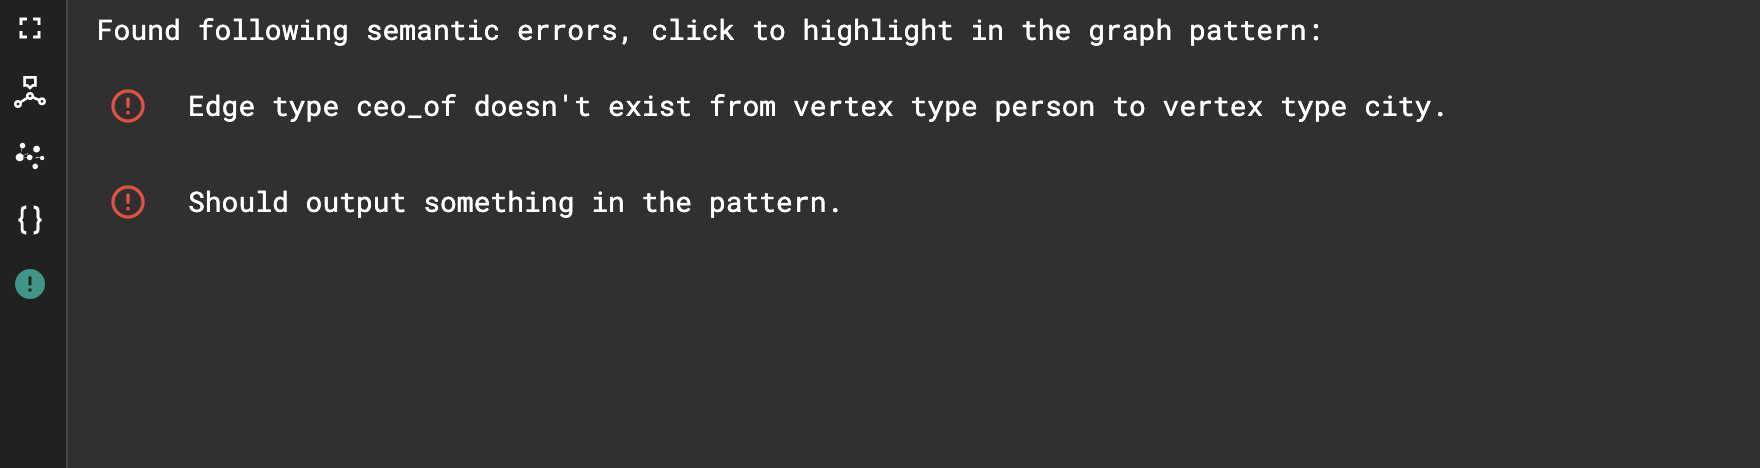 Found following semantic errors, click to highlight in the graph pattern:
Edge type ceo_of doesn't exist from vertex type person to vertex type city.
Should output something in the pattern.